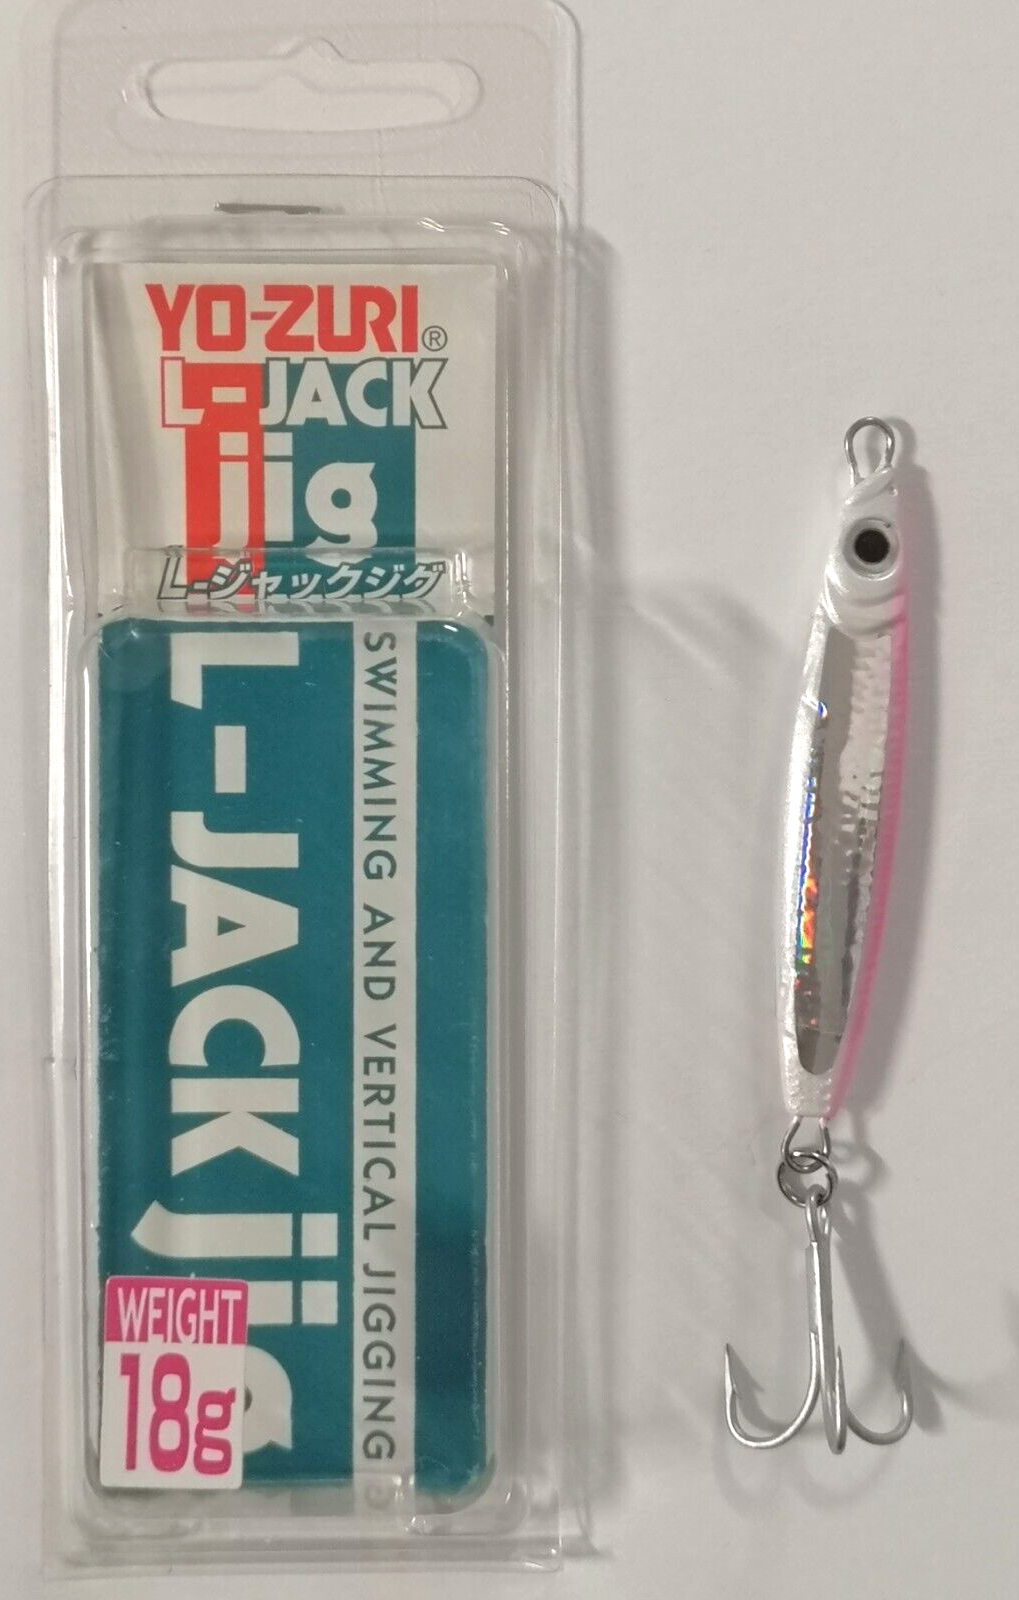 YO-ZURI®
L-JACK
jig
L-ジャックジグ
L-JACK jig
SWIMMING AND VERTICAL JIGGING
WEIGHT
18g